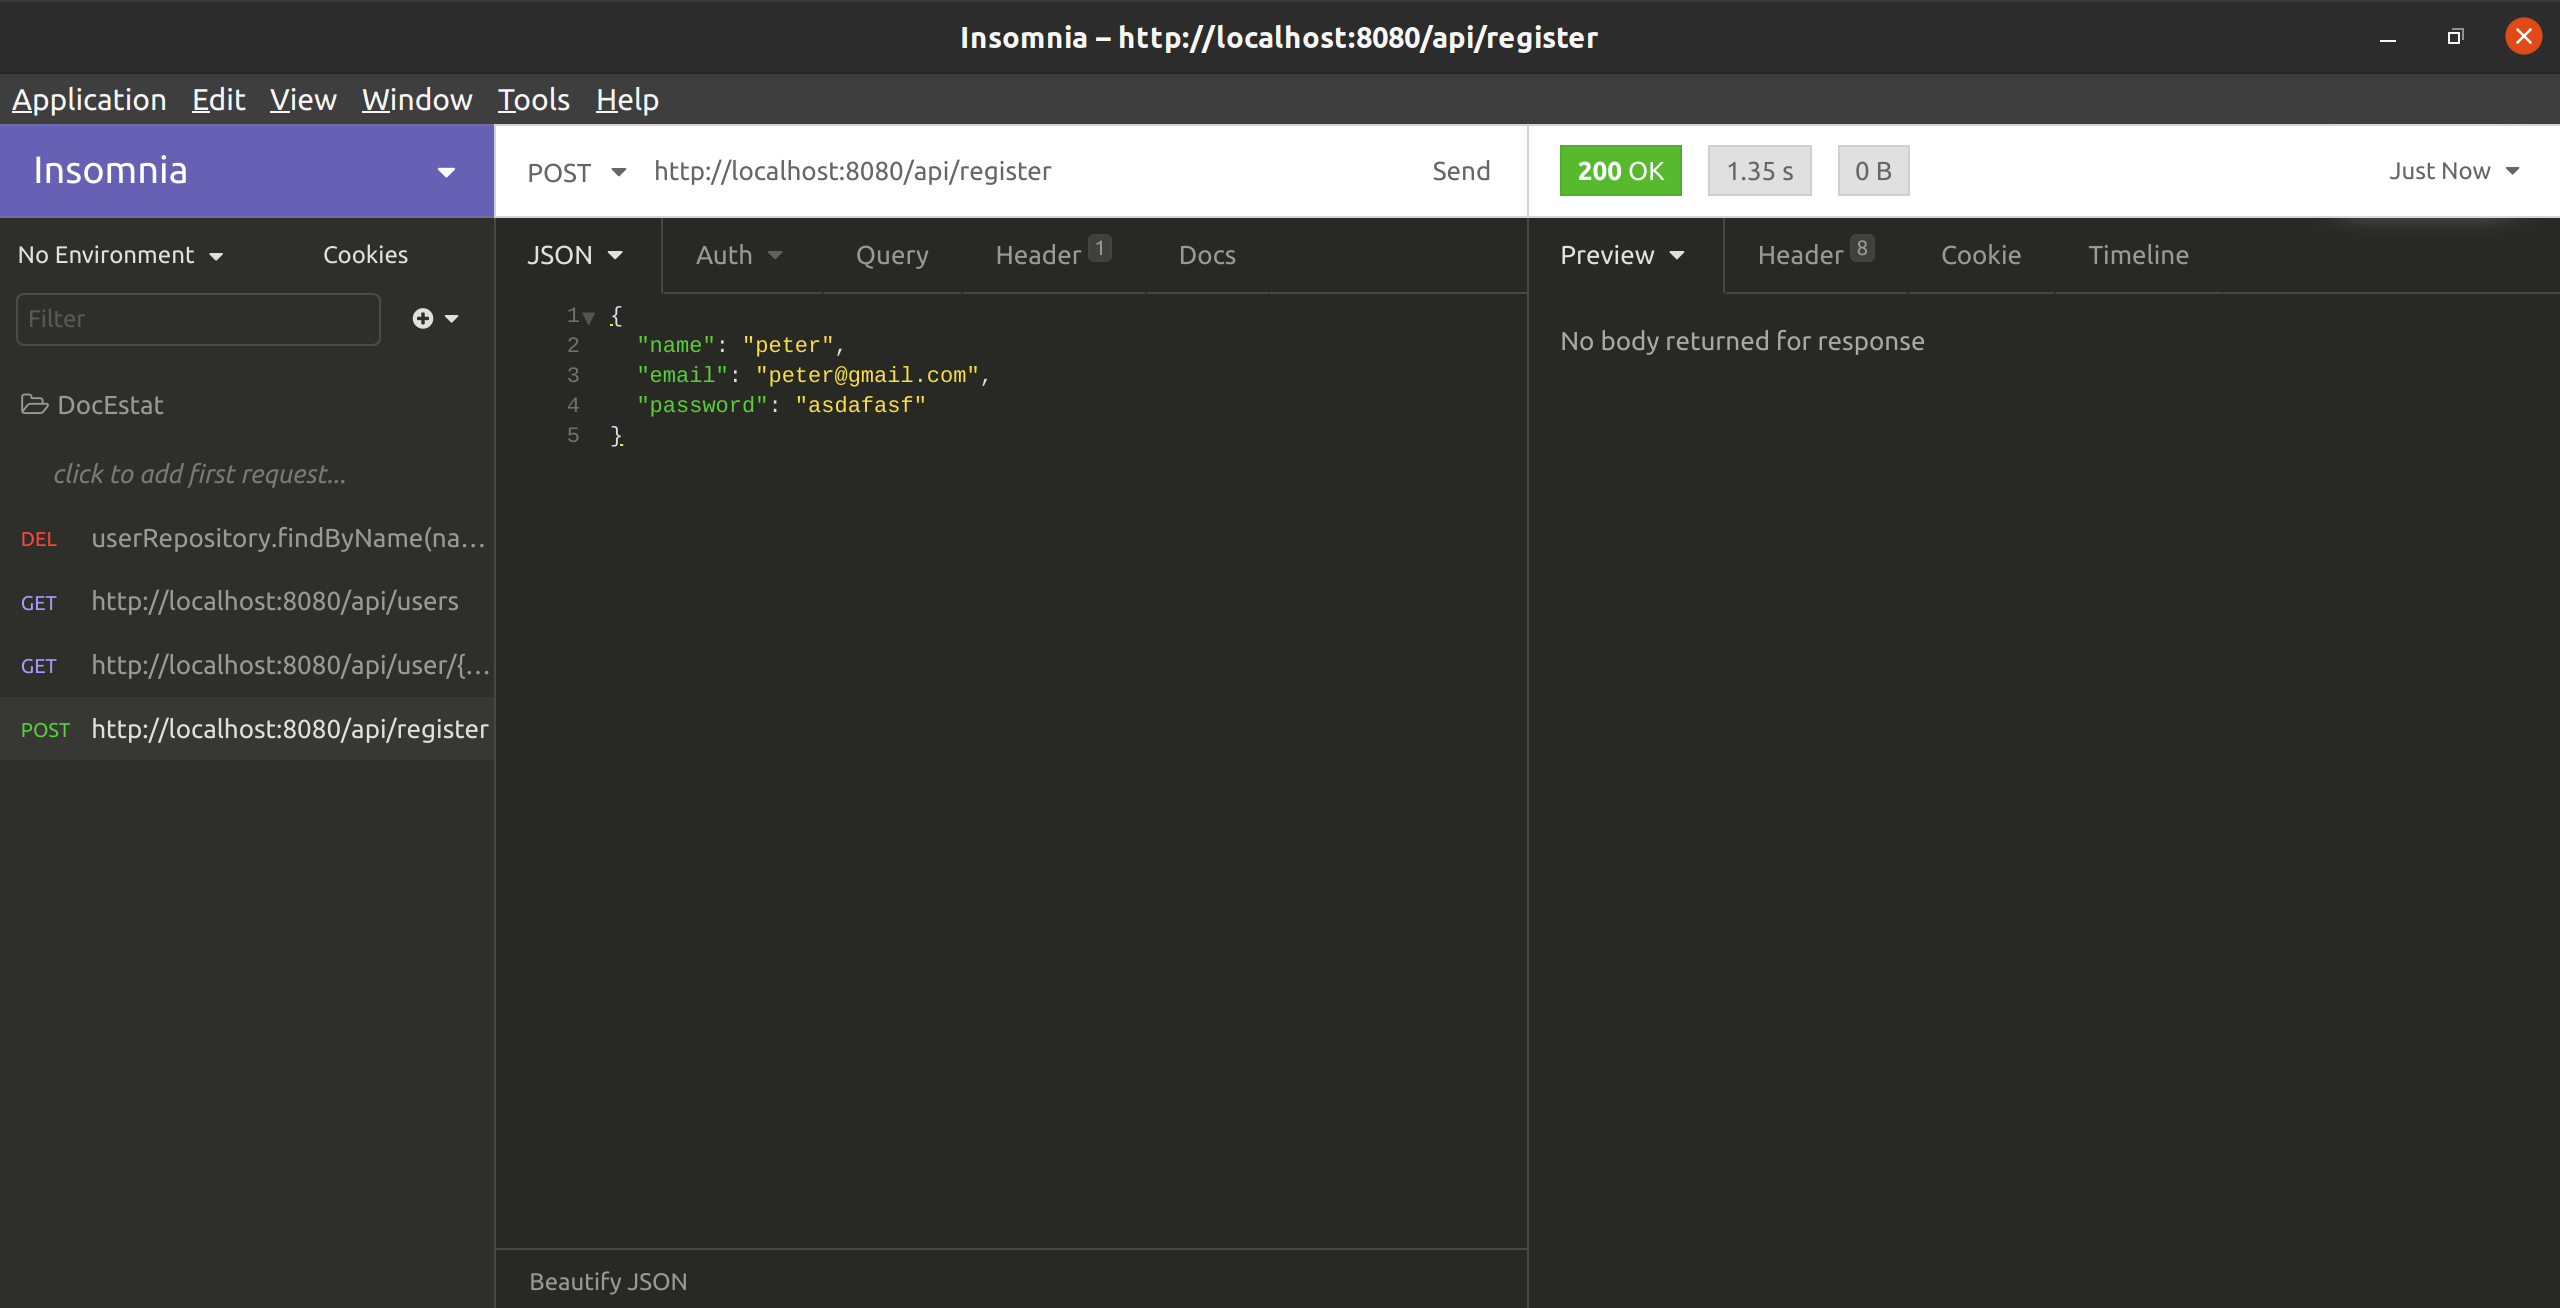 Insomnia – http://localhost:8080/api/register
Application Edit View Window Tools Help
Insomnia
POST http://localhost:8080/api/register Send
200 OK 1.35 s 0 B Just Now
No Environment Cookies
Filter
DocEstat
click to add first request...
DEL userRepository.findByName(na...
GET http://localhost:8080/api/users
GET http://localhost:8080/api/user/{...
POST http://localhost:8080/api/register
JSON Auth Query Header 1 Docs
1 {
2 "name": "peter",
3 "email": "peter@gmail.com",
4 "password": "asdafasf"
5 }
Beautify JSON
Preview Header 8 Cookie Timeline
No body returned for response